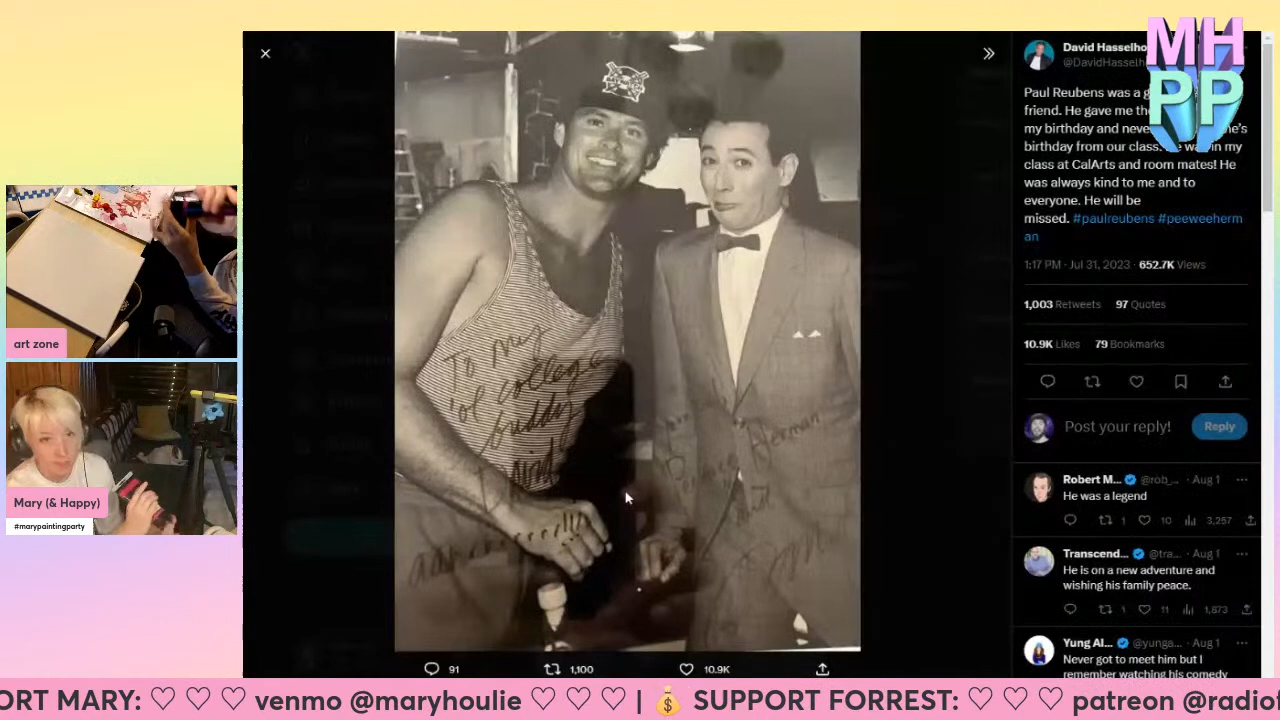 MH
PP
David Hasselho
@DavidHasselh
Paul Reubens was a g
friend. He gave me th
my birthday and neve
birthday from our class.
class at CalArts and room mates! He
was always kind to me and to
everyone. He will be
missed. #paulreubens #peeweeherm
an
1:17 PM · Jul 31, 2023 · 652.7K Views
1,003 Retweets 97 Quotes
10.9K Likes 79 Bookmarks
Post your reply! Reply
Robert M... @rob_... · Aug 1 ...
He was a legend
1 10 3,257
Transcend... @tra... · Aug 1 ...
He is on a new adventure and
wishing his family peace.
1 11 1,873
Yung Al... @yunga... · Aug 1 ...
Never got to meet him but I
remember watching his comedy
To my
'ol college
buddy
Herman
91 1,100 10.9K
art zone
Mary (& Happy)
#marypaintingparty
ORT MARY: ♡ ♡ ♡ venmo @maryhoulie ♡ ♡ ♡ | 💰 SUPPORT FORREST: ♡ ♡ ♡ patreon @radiof